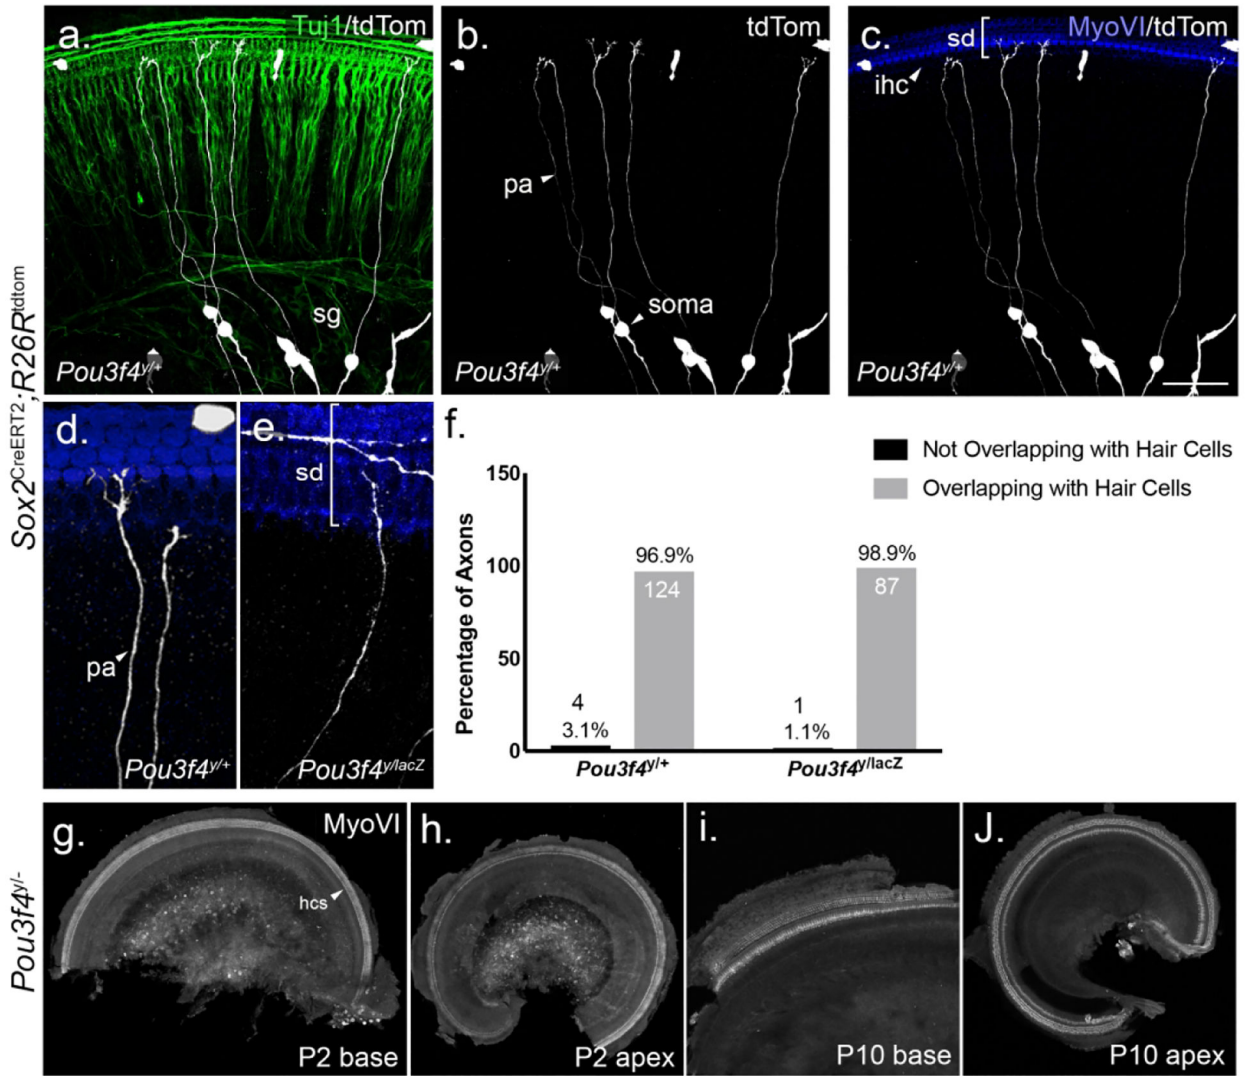 a.
Tuj1/tdTom
sg
Pou3f4y/+
b.
tdTom
pa
soma
Pou3f4y/+
c.
MyoVI/tdTom
sd
ihc
Pou3f4y/+
Sox2CreERT2;R26Rtdtom
d.
pa
Pou3f4y/+
e.
sd
Pou3f4y/lacZ
f.
Not Overlapping with Hair Cells
Overlapping with Hair Cells
Percentage of Axons
150
100
50
0
4
3.1%
96.9%
124
1
1.1%
98.9%
87
Pou3f4y/+
Pou3f4y/lacZ
Pou3f4y/-
g.
MyoVI
hcs
P2 base
h.
P2 apex
i.
P10 base
J.
P10 apex